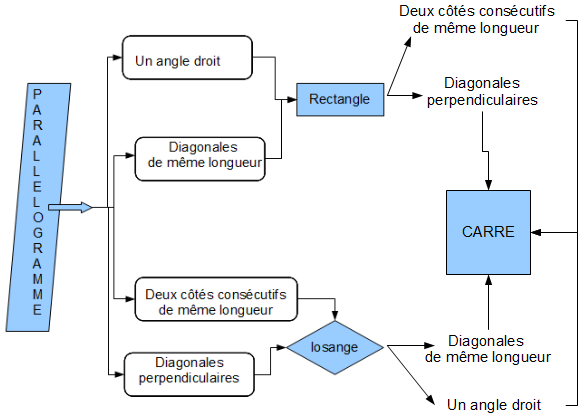 PARALLELOGRAMME
Un angle droit
Diagonales
de même longueur
Rectangle
Deux côtés consécutifs
de même longueur
Diagonales
perpendiculaires
CARRE
Deux côtés consécutifs
de même longueur
Diagonales
perpendiculaires
losange
Diagonales
de même longueur
Un angle droit